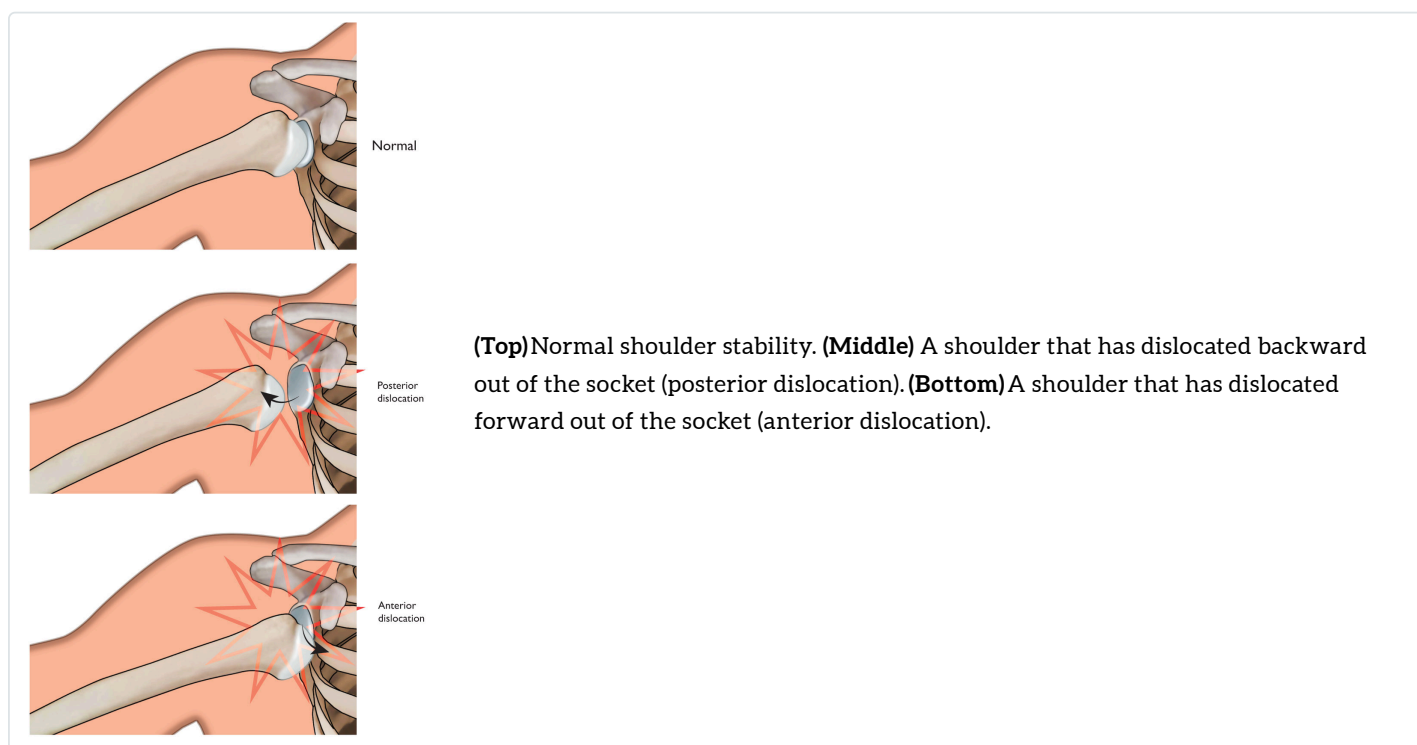 Normal
Posterior
dislocation
(Top)Normal shoulder stability. (Middle) A shoulder that has dislocated backward
out of the socket (posterior dislocation).(Bottom)A shoulder that has dislocated
forward out of the socket (anterior dislocation).
Anterior
dislocation